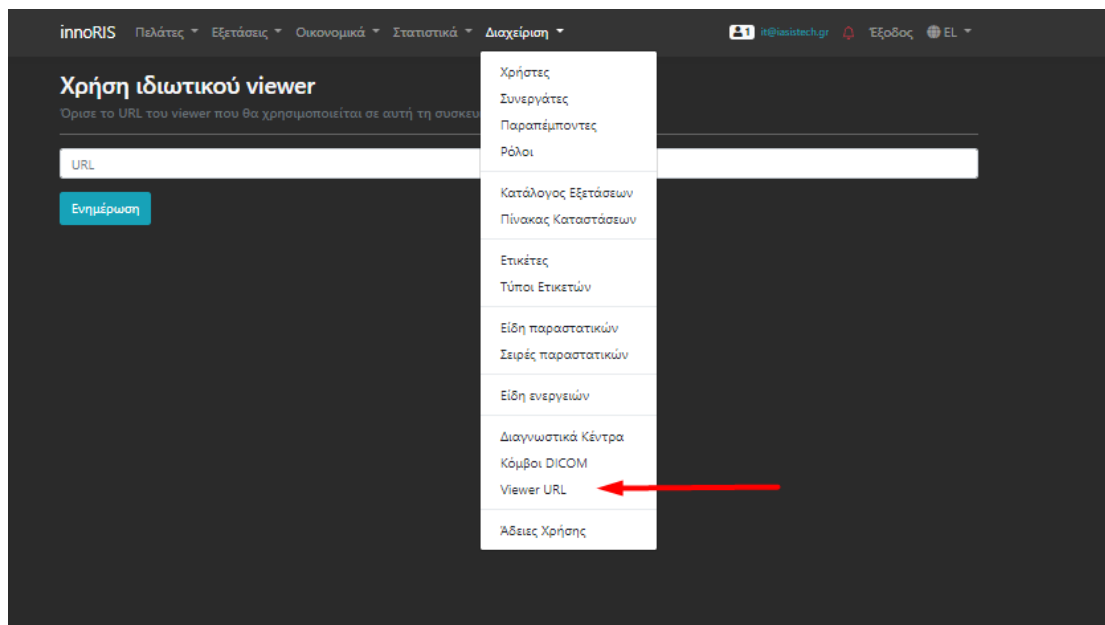 innoRIS Πελάτες Εξετάσεις Οικονομικά Στατιστικά Διαχείριση 1 it@iasistech.gr Έξοδος EL
Χρήση ιδιωτικού viewer
Όρισε το URL του viewer που θα χρησιμοποιείται σε αυτή τη συσκευ
URL
Ενημέρωση
Χρήστες
Συνεργάτες
Παραπέμποντες
Ρόλοι
Κατάλογος Εξετάσεων
Πίνακας Καταστάσεων
Ετικέτες
Τύποι Ετικετών
Είδη παραστατικών
Σειρές παραστατικών
Είδη ενεργειών
Διαγνωστικά Κέντρα
Κόμβοι DICOM
Viewer URL
Άδειες Χρήσης